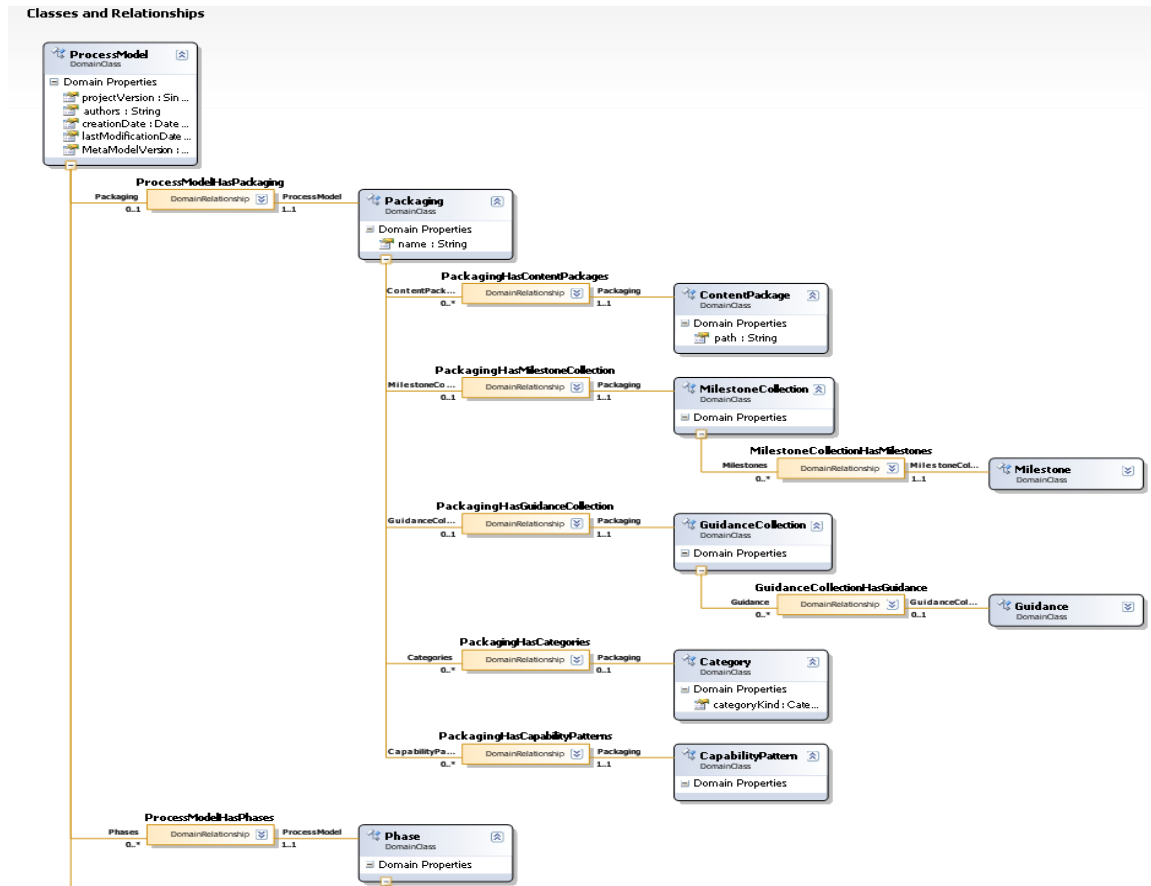 Classes and Relationships
ProcessModel
DomainClass
Domain Properties
projectVersion : Sin ...
authors : String
creationDate : Date ...
lastModificationDate ...
MetaModelVersion : ...
ProcessModelHasPackaging
Packaging DomainRelationship ProcessModel
0..1 1..1
Packaging
DomainClass
Domain Properties
name : String
PackagingHasContentPackages
ContentPack... DomainRelationship Packaging
0..* 1..1
ContentPackage
DomainClass
Domain Properties
path : String
PackagingHasMilestoneCollection
MilestoneCo... DomainRelationship Packaging
0..1 1..1
MilestoneCollection
DomainClass
Domain Properties
MilestoneCollectionHasMilestones
Milestones DomainRelationship MilestoneCol...
0..* 1..1
Milestone
DomainClass
PackagingHasGuidanceCollection
GuidanceCol... DomainRelationship Packaging
0..1 1..1
GuidanceCollection
DomainClass
Domain Properties
GuidanceCollectionHasGuidance
Guidance DomainRelationship GuidanceCol...
0..* 0..1
Guidance
DomainClass
PackagingHasCategories
Categories DomainRelationship Packaging
0..* 0..1
Category
DomainClass
Domain Properties
categoryKind : Cate...
PackagingHasCapabilityPatterns
CapabilityPa... DomainRelationship Packaging
0..* 1..1
CapabilityPattern
DomainClass
Domain Properties
ProcessModelHasPhases
Phases DomainRelationship ProcessModel
0..* 1..1
Phase
DomainClass
Domain Properties